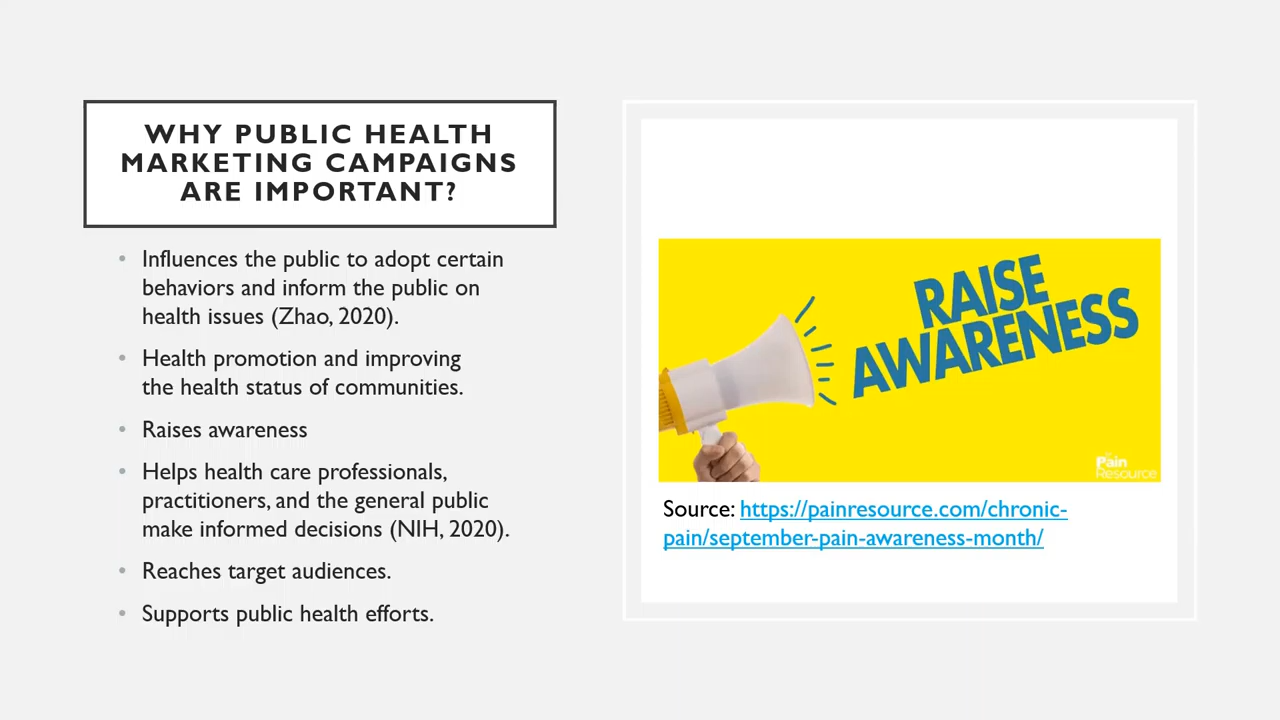 WHY PUBLIC HEALTH
MARKETING CAMPAIGNS
ARE IMPORTANT?
• Influences the public to adopt certain
behaviors and inform the public on
health issues (Zhao, 2020).
• Health promotion and improving
the health status of communities.
• Raises awareness
• Helps health care professionals,
practitioners, and the general public
make informed decisions (NIH, 2020).
• Reaches target audiences.
• Supports public health efforts.
RAISE
AWARENESS
Pain
Resource
Source: https://painresource.com/chronic-
pain/september-pain-awareness-month/